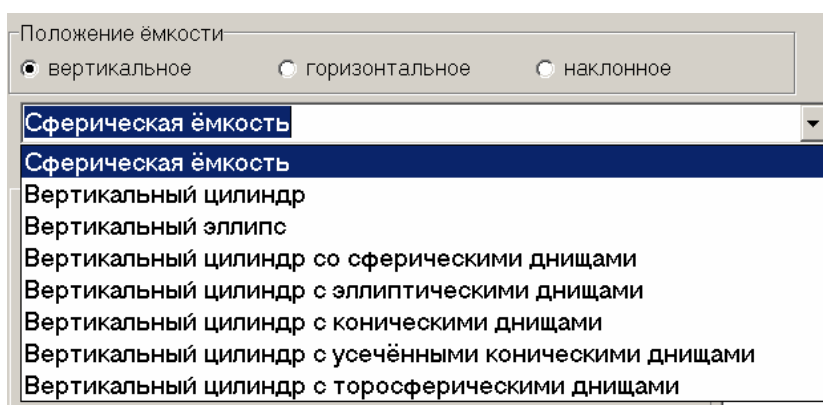 Положение ёмкости
вертикальное горизонтальное наклонное
Сферическая ёмкость
Сферическая ёмкость
Вертикальный цилиндр
Вертикальный эллипс
Вертикальный цилиндр со сферическими днищами
Вертикальный цилиндр с эллиптическими днищами
Вертикальный цилиндр с коническими днищами
Вертикальный цилиндр с усечёнными коническими днищами
Вертикальный цилиндр с торосферическими днищами